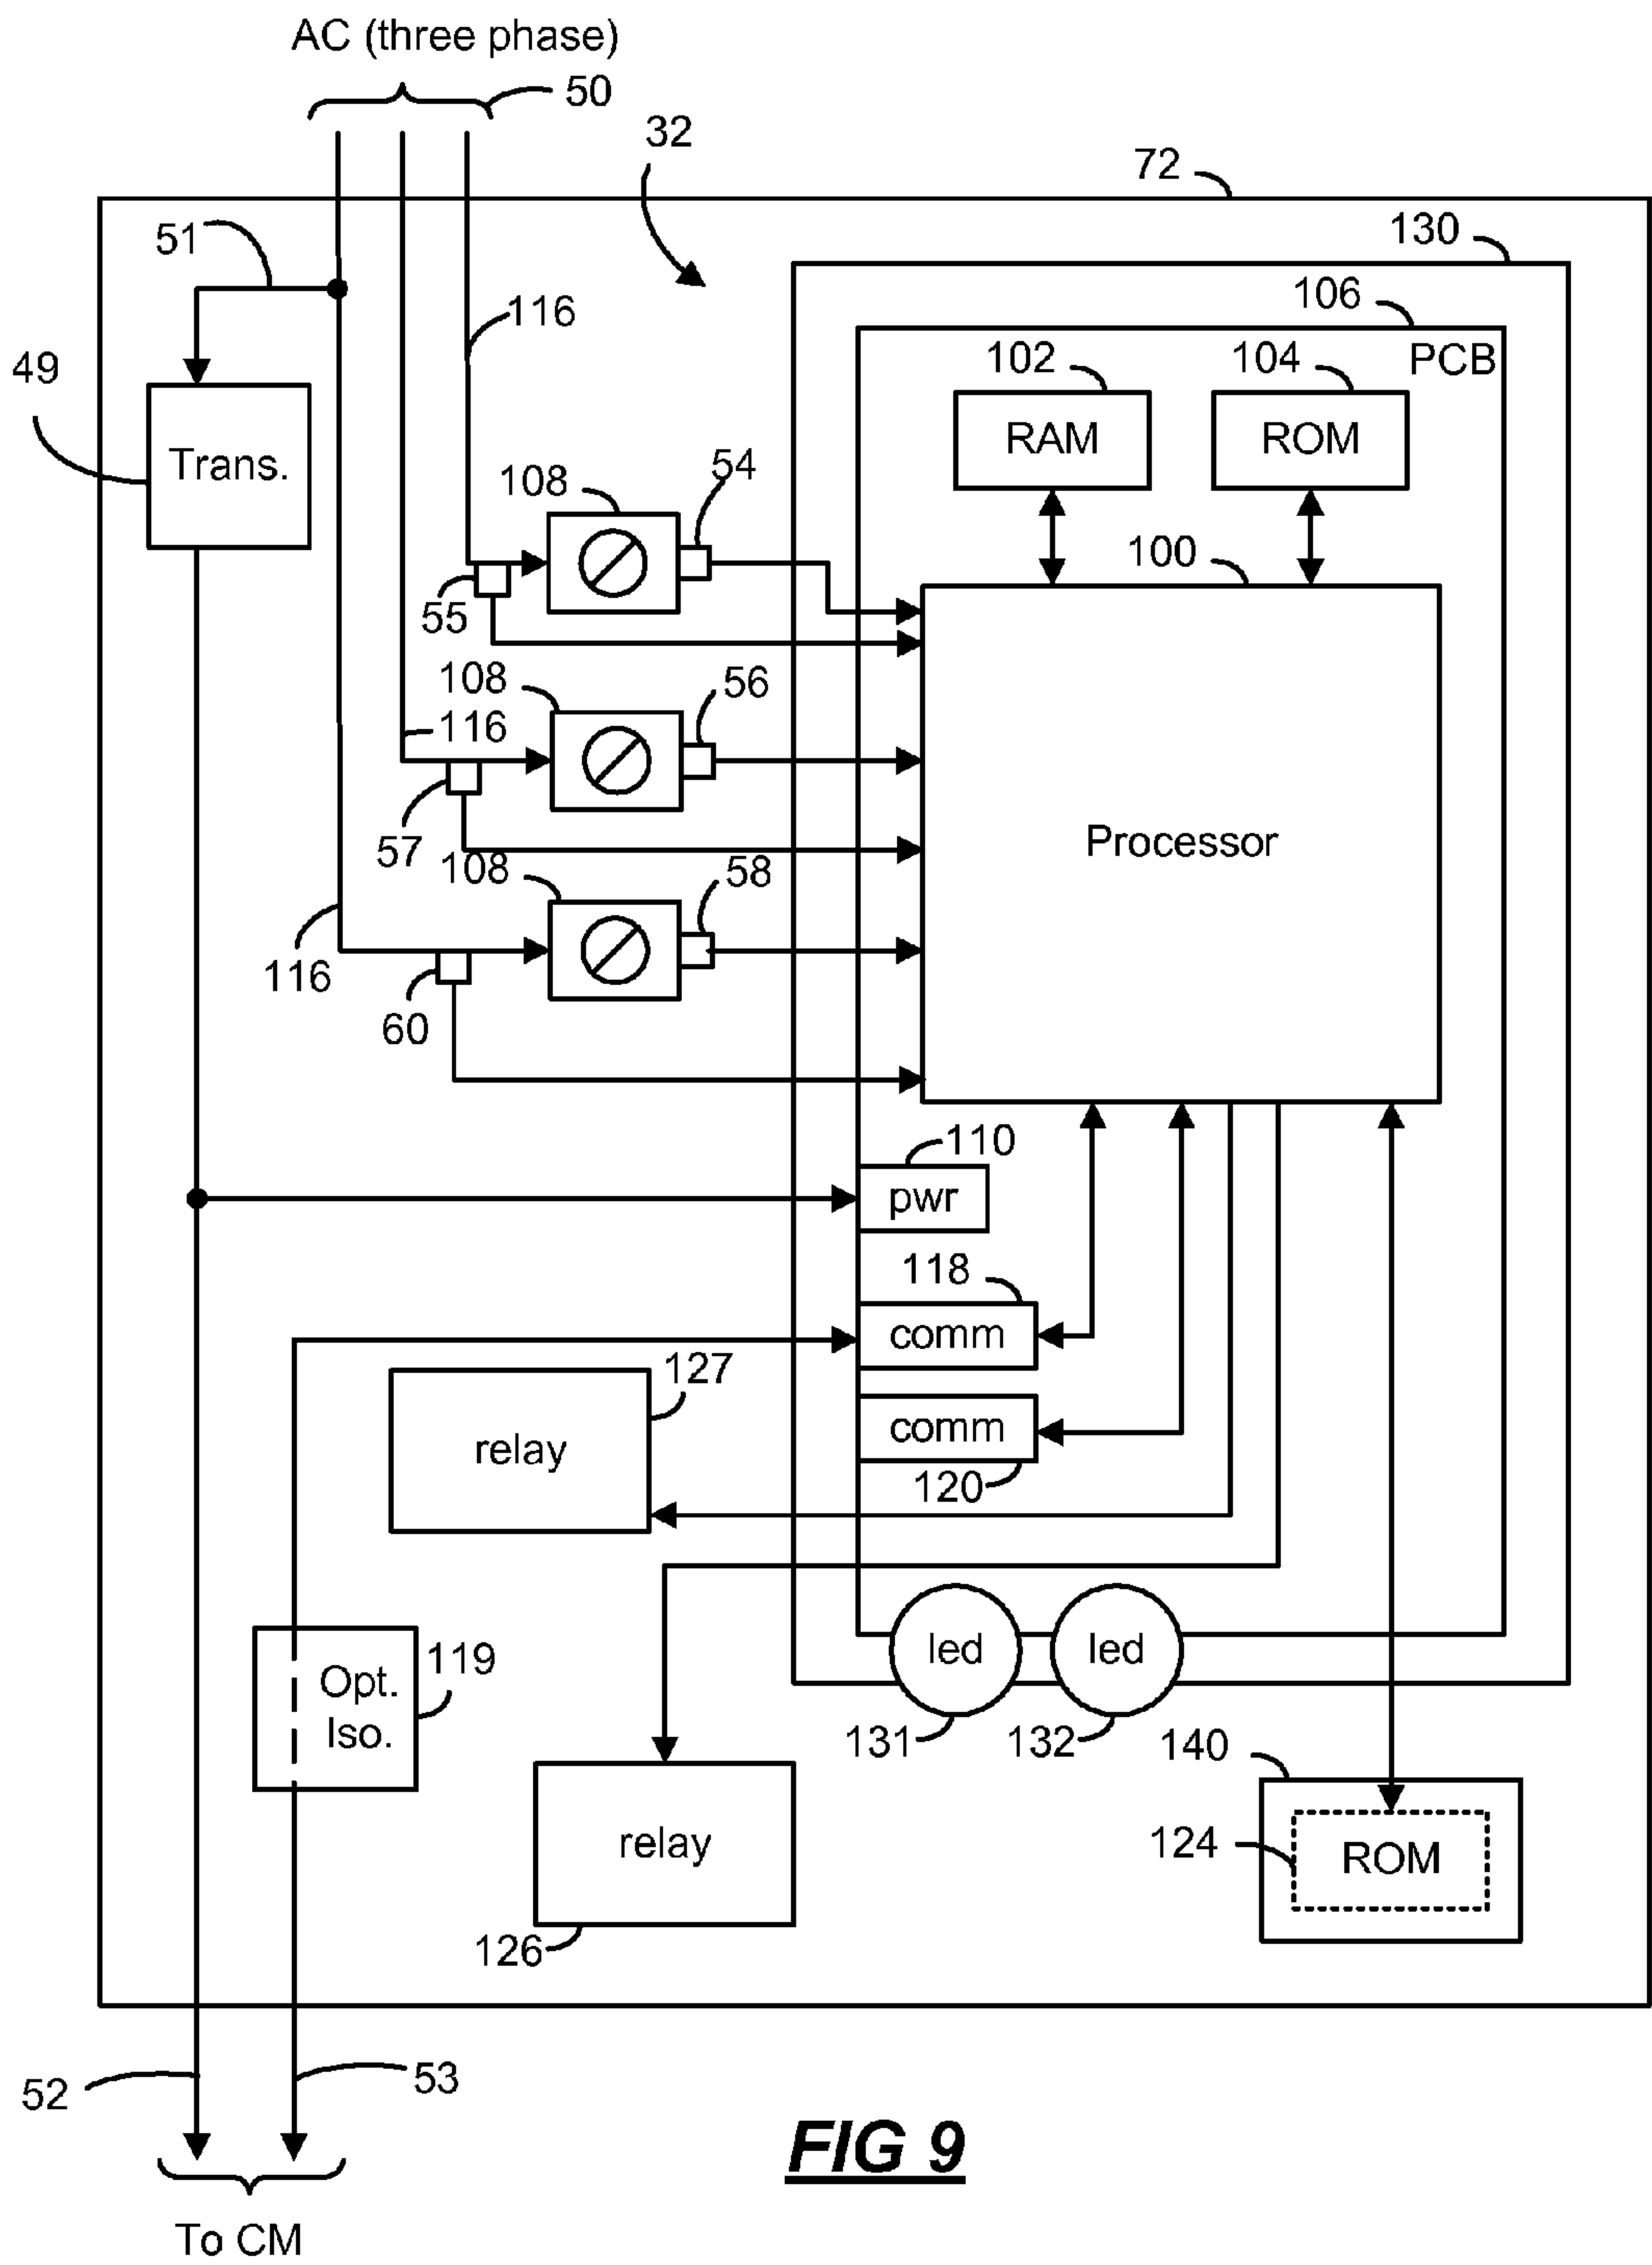 AC (three phase)
50
32
72
51
130
116
106
PCB
49
102
104
RAM
ROM
Trans.
108
54
100
55
108
56
116
Processor
57
108
58
116
60
110
pwr
118
comm
127
relay
comm
120
led
led
119
Opt.
Iso.
131
132
140
relay
124
ROM
126
52
53
FIG 9
To CM